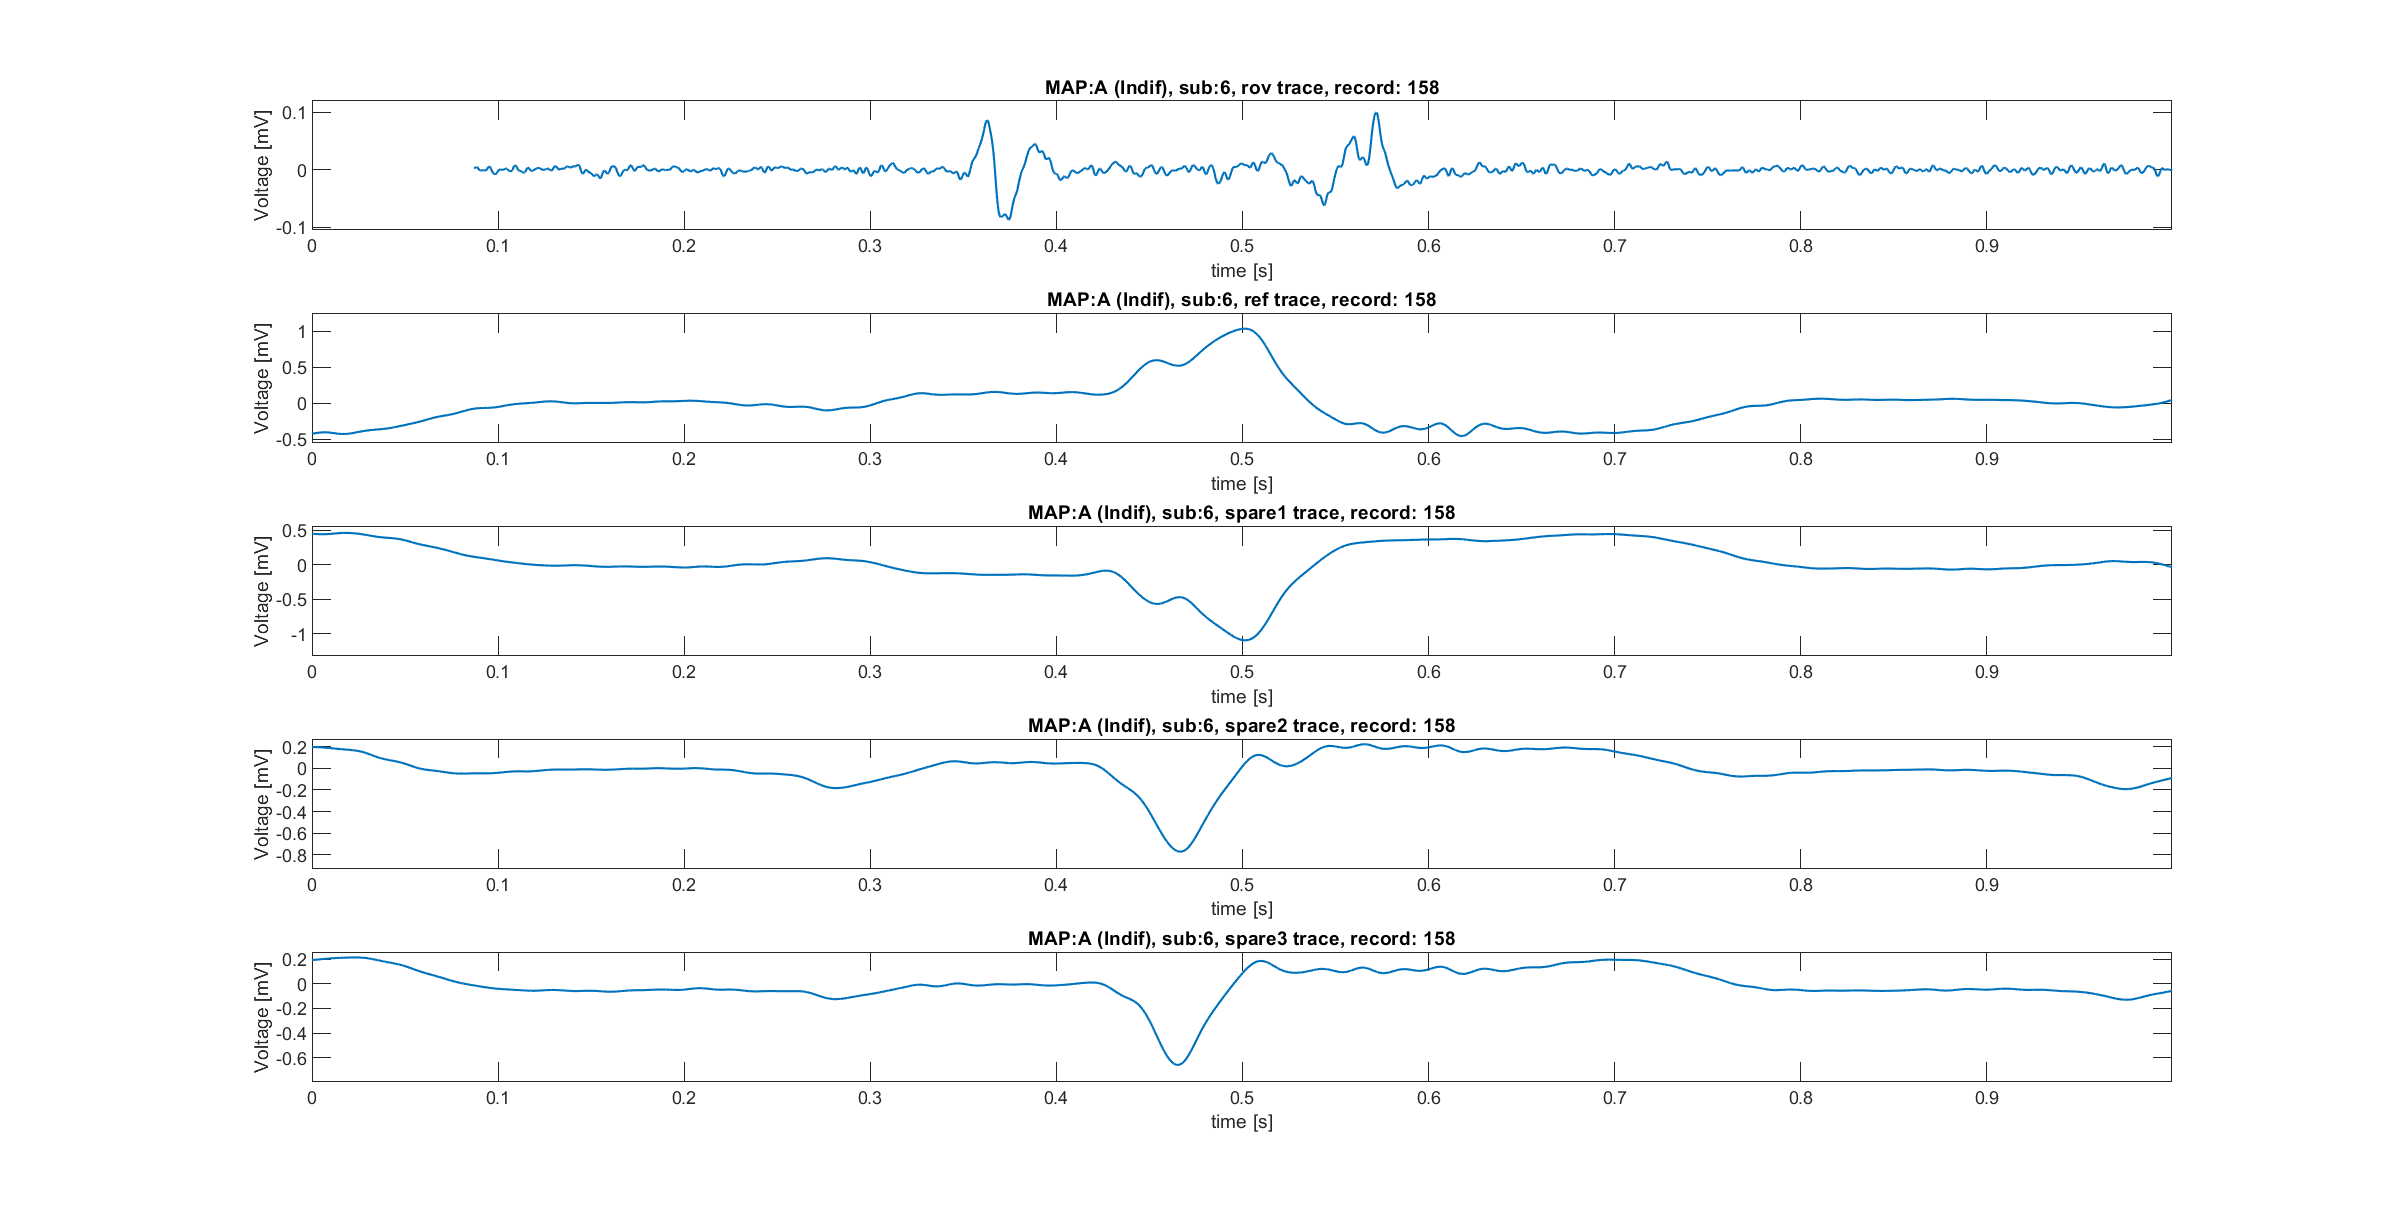 MAP:A (Indif), sub:6, rov trace, record: 158
Voltage [mV]
0.1
0
-0.1
0 0.1 0.2 0.3 0.4 0.5 0.6 0.7 0.8 0.9
time [s]
MAP:A (Indif), sub:6, ref trace, record: 158
Voltage [mV]
1
0.5
0
-0.5
0 0.1 0.2 0.3 0.4 0.5 0.6 0.7 0.8 0.9
time [s]
MAP:A (Indif), sub:6, spare1 trace, record: 158
Voltage [mV]
0.5
0
-0.5
-1
0 0.1 0.2 0.3 0.4 0.5 0.6 0.7 0.8 0.9
time [s]
MAP:A (Indif), sub:6, spare2 trace, record: 158
Voltage [mV]
0.2
0
-0.2
-0.4
-0.6
-0.8
0 0.1 0.2 0.3 0.4 0.5 0.6 0.7 0.8 0.9
time [s]
MAP:A (Indif), sub:6, spare3 trace, record: 158
Voltage [mV]
0.2
0
-0.2
-0.4
-0.6
0 0.1 0.2 0.3 0.4 0.5 0.6 0.7 0.8 0.9
time [s]